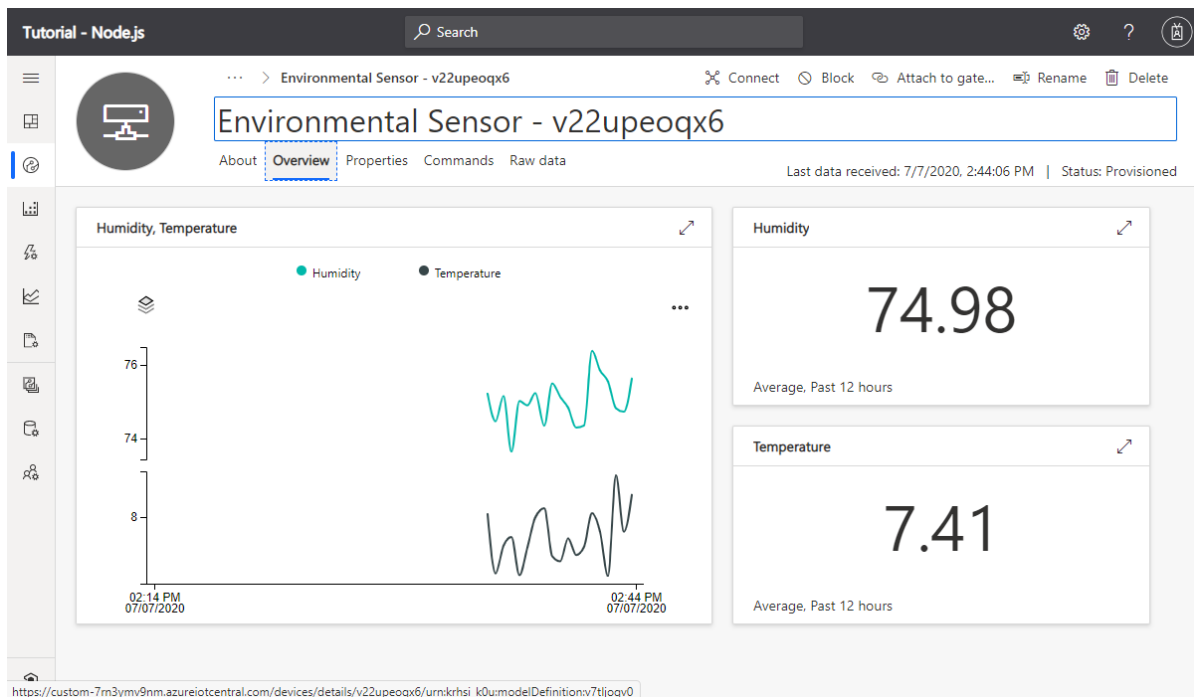 Tutorial - Node.js
Search
?
··· > Environmental Sensor - v22upeoqx6
Connect Block Attach to gate... Rename Delete
Environmental Sensor - v22upeoqx6
About Overview Properties Commands Raw data
Last data received: 7/7/2020, 2:44:06 PM | Status: Provisioned
Humidity, Temperature
Humidity Temperature
76
74
8
02:14 PM 02:44 PM
07/07/2020 07/07/2020
Humidity
74.98
Average, Past 12 hours
Temperature
7.41
Average, Past 12 hours
https://custom-7rn3ymv9nm.azureiotcentral.com/devices/details/v22upeoqx6/urn:krhsi_k0u:modelDefinition:v7tljoqv0